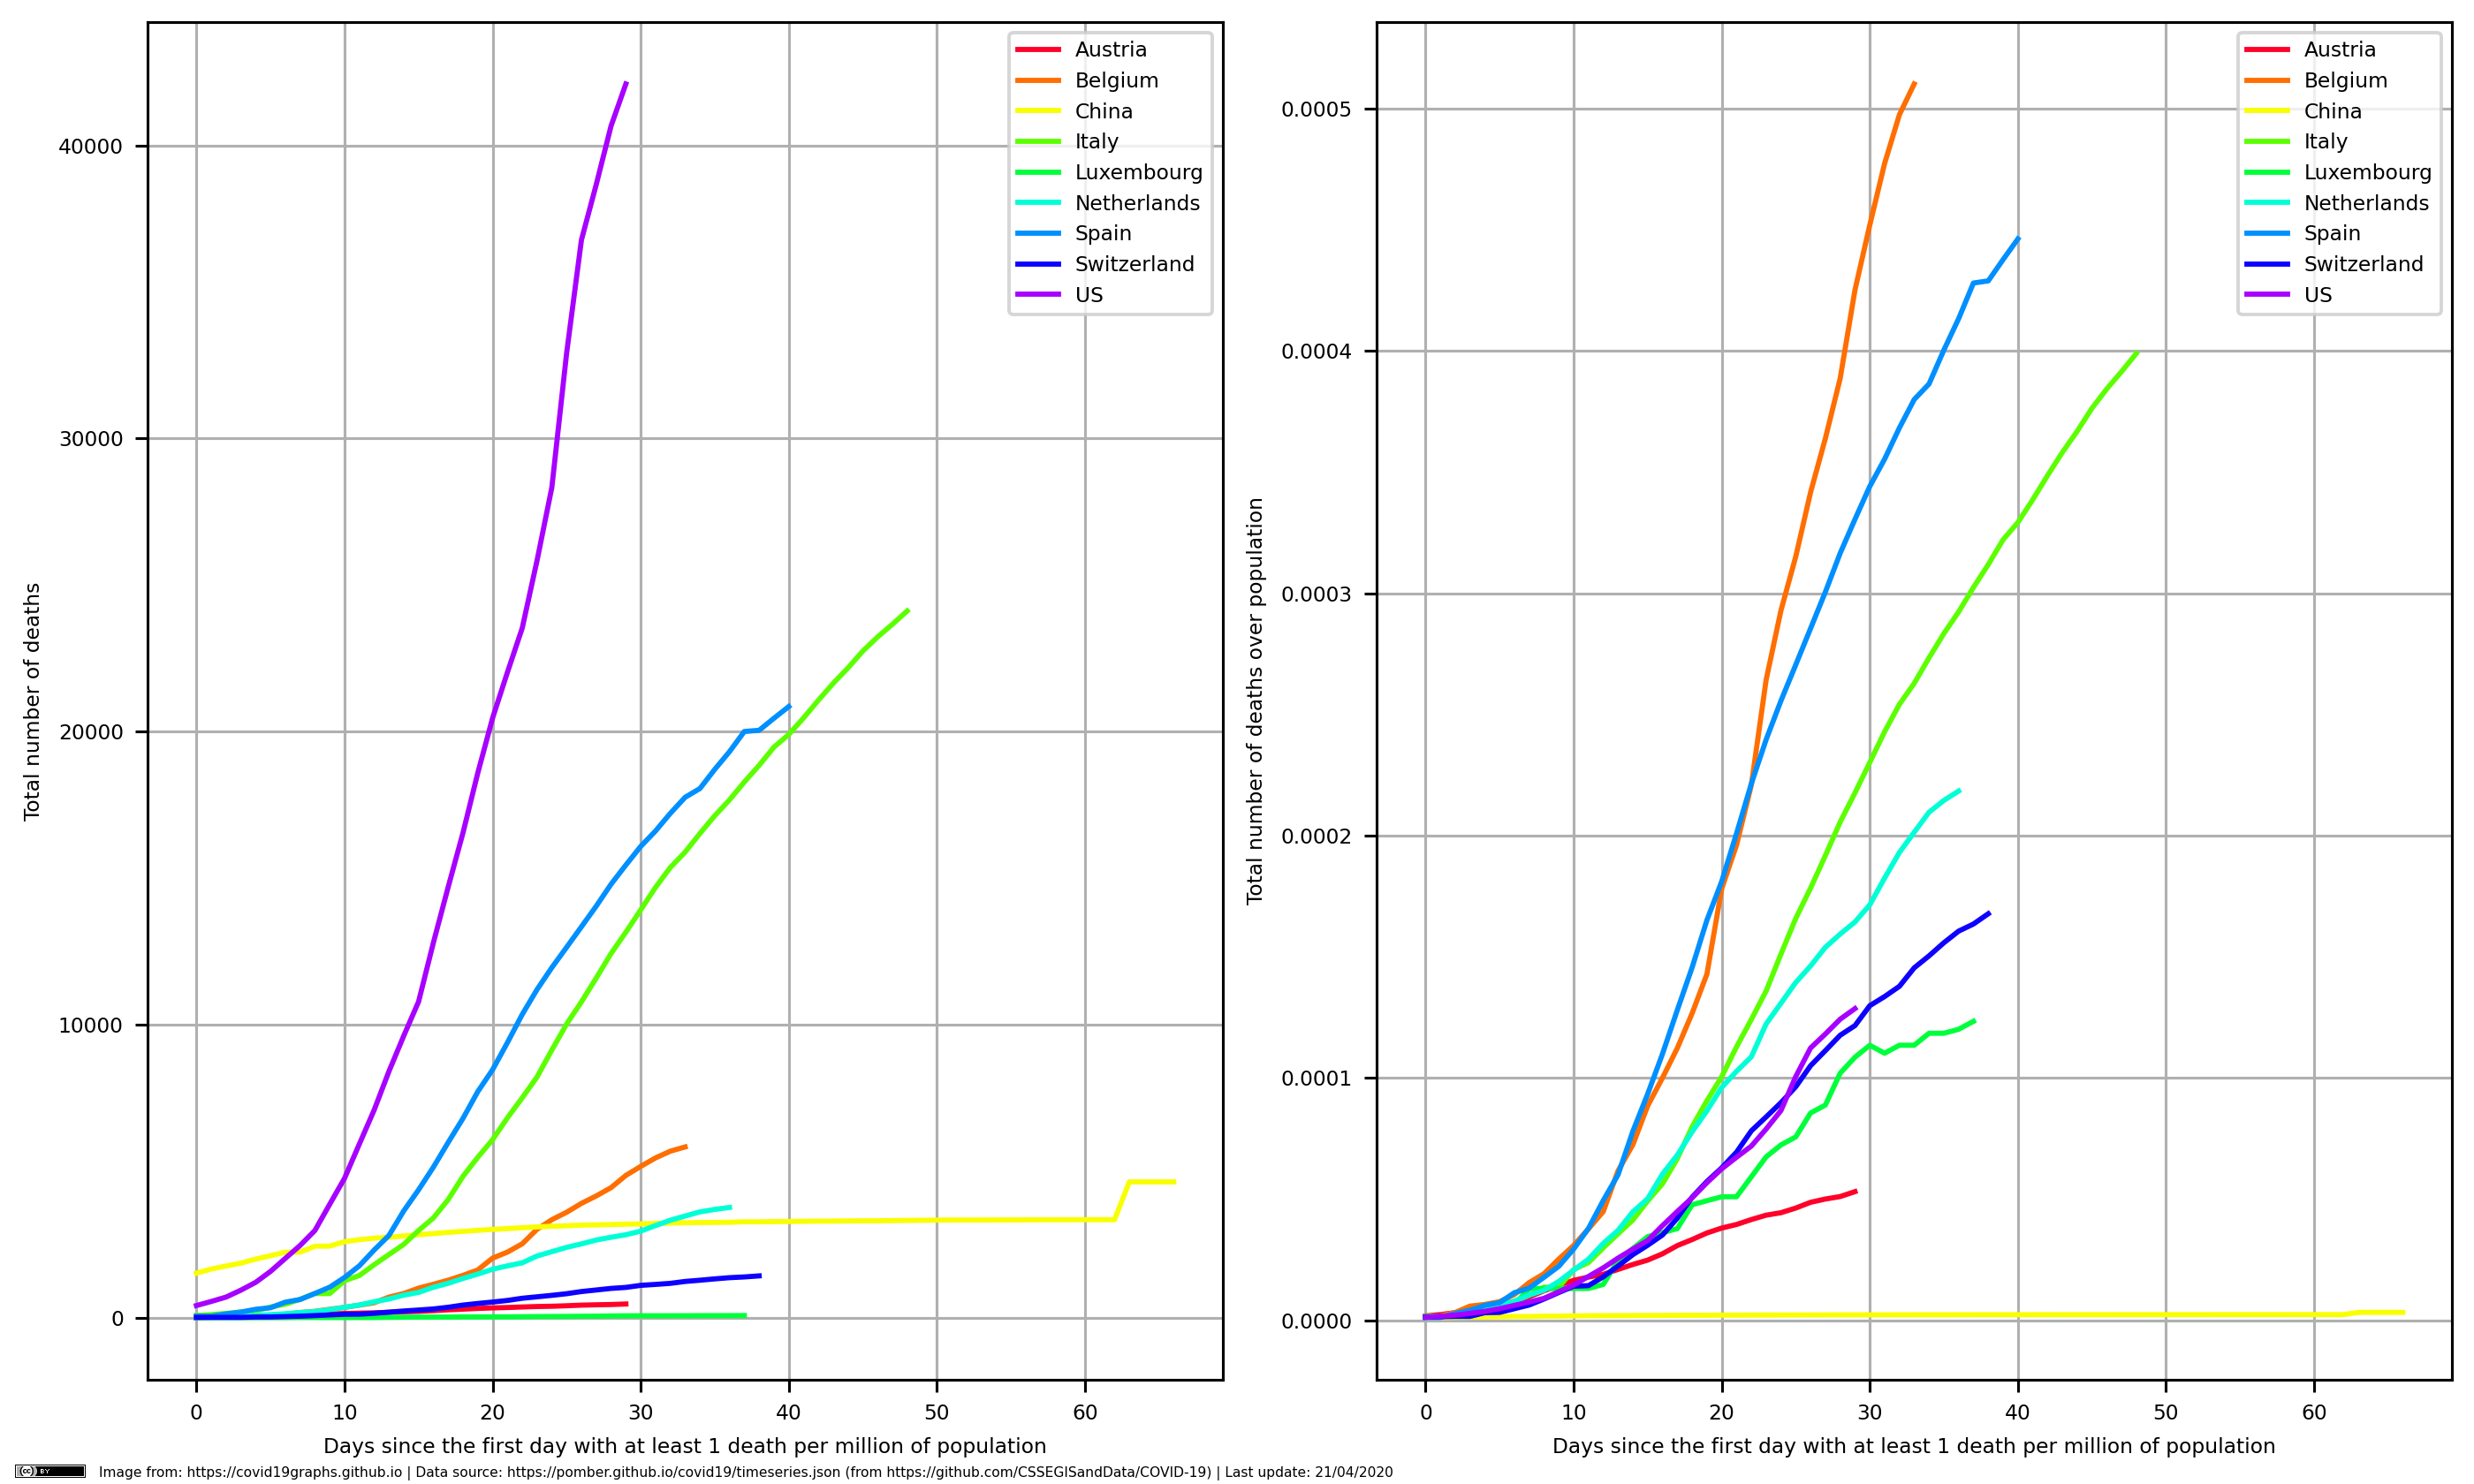 Total number of deaths
40000
30000
20000
10000
0
0 10 20 30 40 50 60
Days since the first day with at least 1 death per million of population
Austria
Belgium
China
Italy
Luxembourg
Netherlands
Spain
Switzerland
US
Total number of deaths over population
0.0005
0.0004
0.0003
0.0002
0.0001
0.0000
0 10 20 30 40 50 60
Days since the first day with at least 1 death per million of population
Austria
Belgium
China
Italy
Luxembourg
Netherlands
Spain
Switzerland
US
(cc) BY Image from: https://covid19graphs.github.io | Data source: https://pomber.github.io/covid19/timeseries.json (from https://github.com/CSSEGISandData/COVID-19) | Last update: 21/04/2020